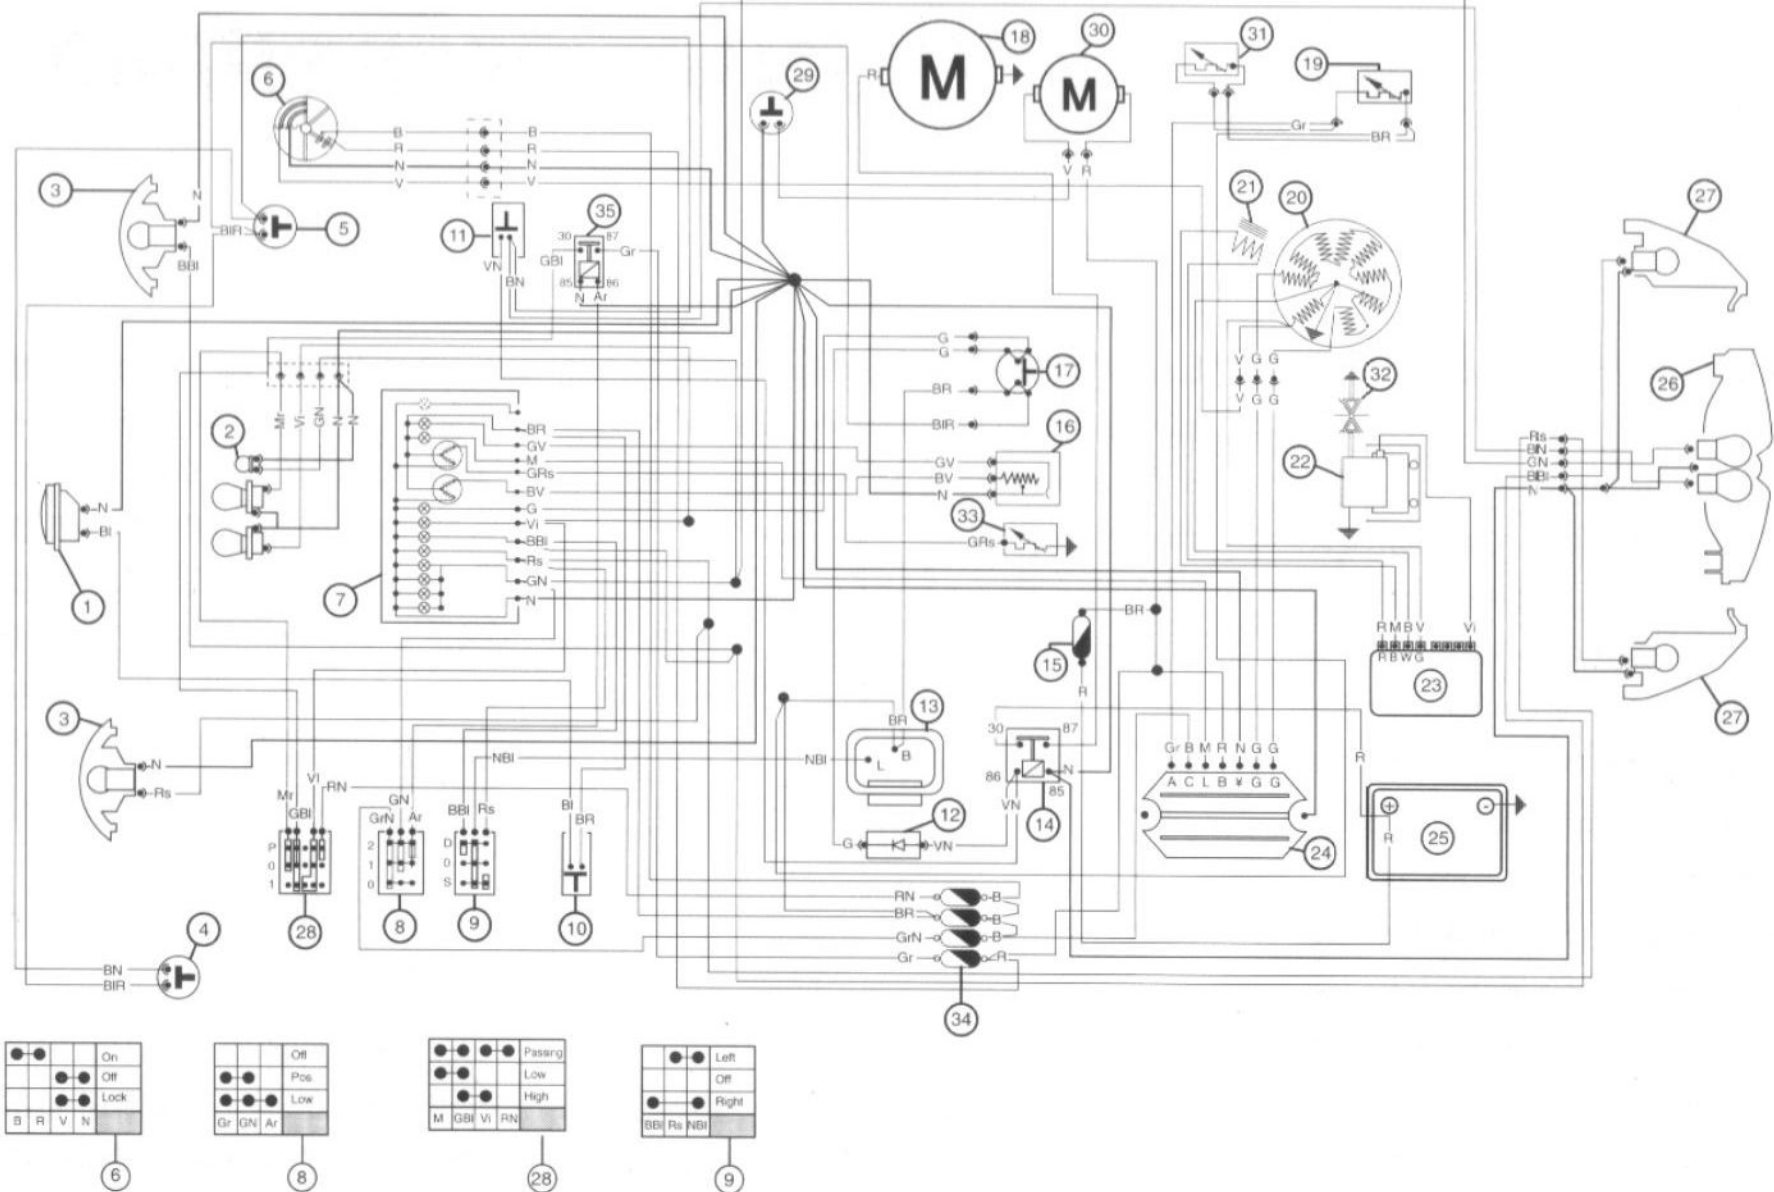 18
30
31
19
29
6
M
M
R
Gr
BR
B
R
N
V
B
R
N
V
V
R
3
N
5
BIR
BBI
11
VN
BN
35
30
87
GBI
Gr
85
86
N
Ar
21
20
27
G
G
17
BR
BIR
V
G
G
V
G
G
32
26
Mr
Vi
GN
N
N
2
BR
GV
M
GRs
BV
G
Vi
BBI
Rs
GN
N
16
GV
BV
N
33
GRs
22
Rs
BN
GN
BBI
N
N
BI
1
7
BR
15
R
R
M
B
V
Vi
R
B
W
G
23
27
3
N
Rs
BR
13
B
L
NBI
NBI
30
87
86
N
85
VN
14
Gr
B
M
R
N
G
G
A
C
L
B
¥
G
G
24
R
+
-
R
25
Mr
GBI
VI
RN
P
0
1
28
GrN
GN
Ar
2
1
0
8
BBI
Rs
D
0
S
9
BI
BR
10
12
G
VN
RN
B
BR
B
GrN
B
Gr
R
34
4
BN
BIR
On
Off
Lock
B R V N
6
Off
Pos
Low
Gr GN Ar
8
Passing
Low
High
M GBI Vi RN
28
Left
Off
Right
BBI Rs NBI
9